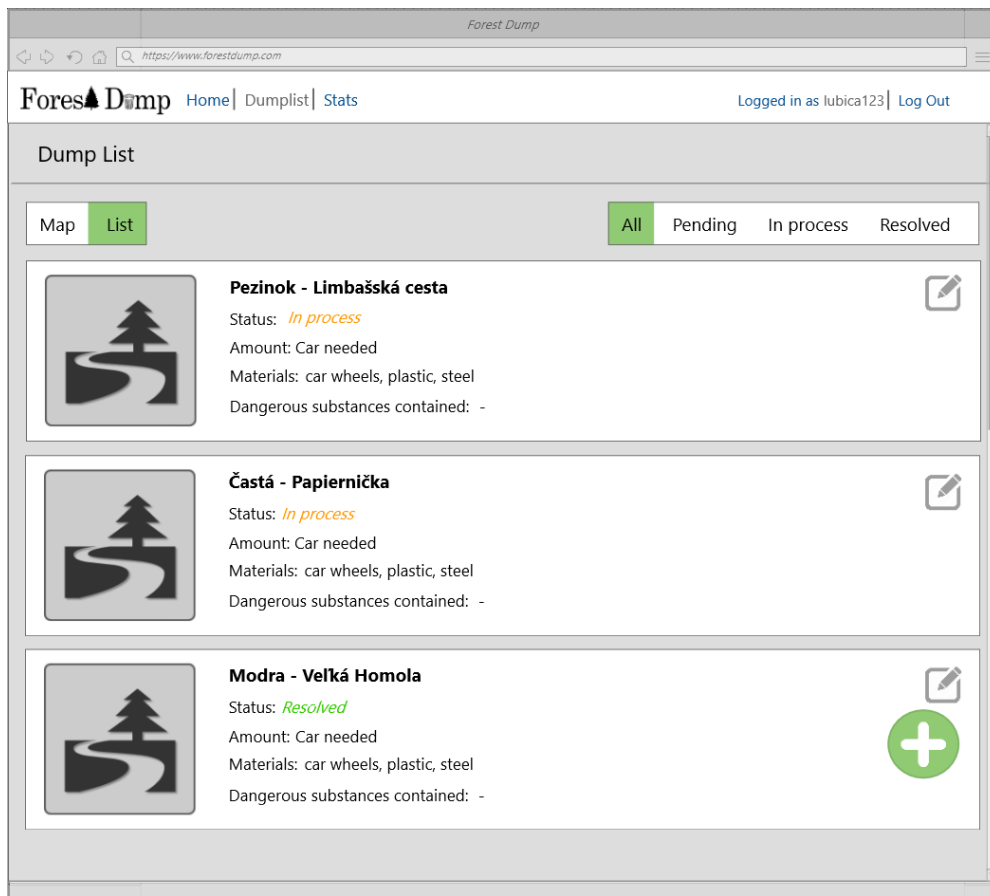 Forest Dump
https://www.forestdump.com
Forest Dump Home | Dumplist | Stats Logged in as lubica123 | Log Out
Dump List
Map List All Pending In process Resolved
Pezinok - Limbašská cesta
Status: In process
Amount: Car needed
Materials: car wheels, plastic, steel
Dangerous substances contained: -
Častá - Papiernička
Status: In process
Amount: Car needed
Materials: car wheels, plastic, steel
Dangerous substances contained: -
Modra - Veľká Homola
Status: Resolved
Amount: Car needed
Materials: car wheels, plastic, steel
Dangerous substances contained: -